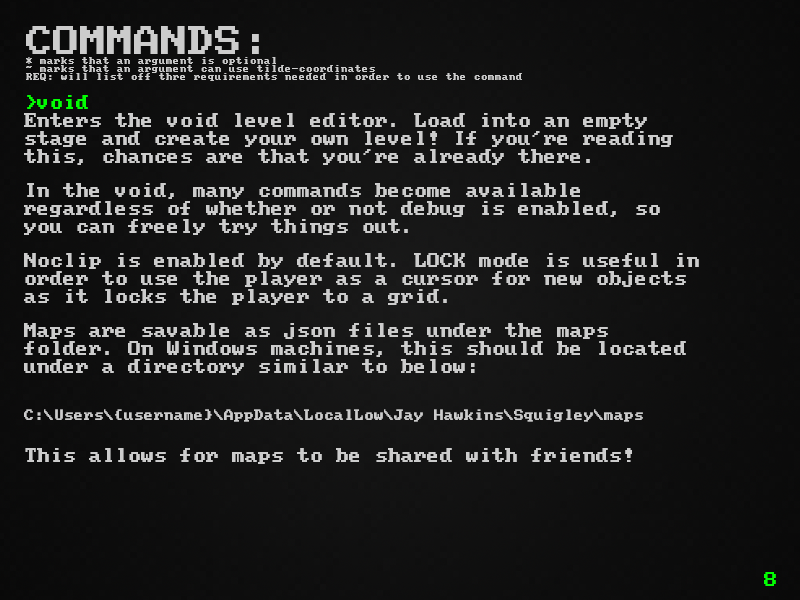 COMMANDS:
* marks that an argument is optional
~ marks that an argument can use tilde-coordinates
REQ: will list off thre requirements needed in order to use the command
>void
Enters the void level editor. Load into an empty
stage and create your own level! If you're reading
this, chances are that you're already there.
In the void, many commands become available
regardless of whether or not debug is enabled, so
you can freely try things out.
Noclip is enabled by default. LOCK mode is useful in
order to use the player as a cursor for new objects
as it locks the player to a grid.
Maps are savable as json files under the maps
folder. On Windows machines, this should be located
under a directory similar to below:
C:\Users\{username}\AppData\LocalLow\Jay Hawkins\Squigley\maps
This allows for maps to be shared with friends!
8